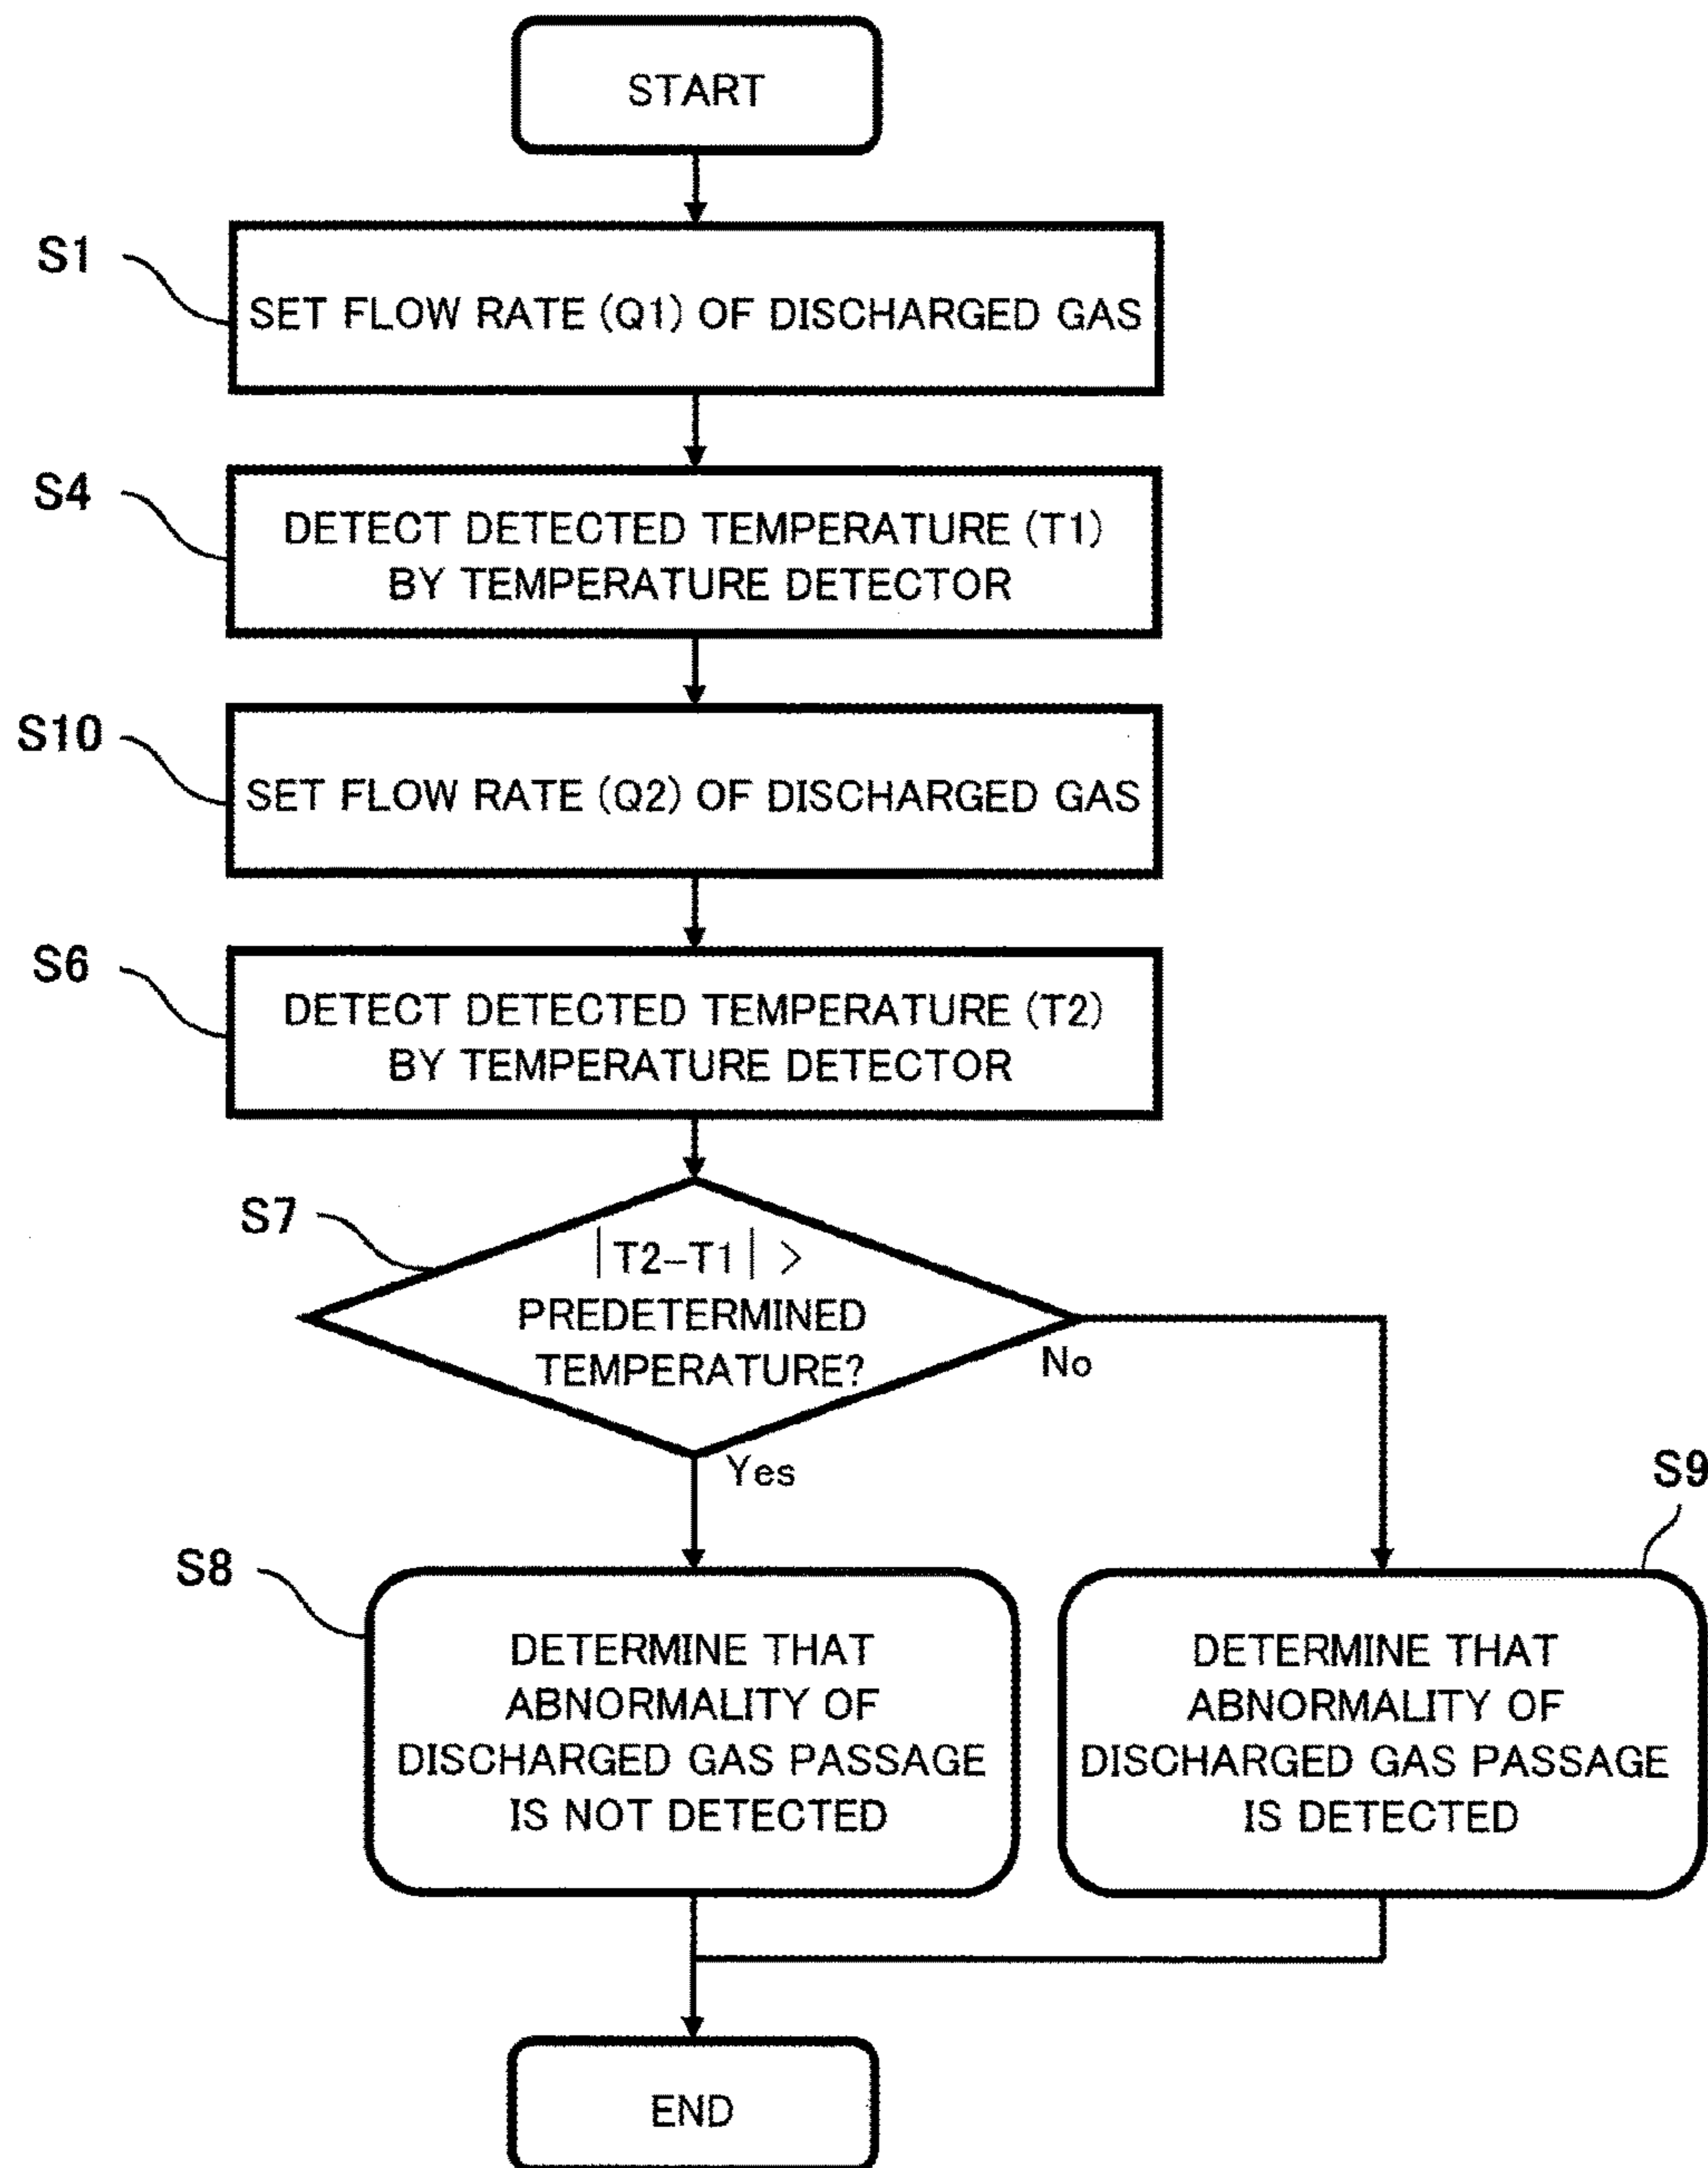 START
S1
SET FLOW RATE (Q1) OF DISCHARGED GAS
S4
DETECT DETECTED TEMPERATURE (T1)
BY TEMPERATURE DETECTOR
S10
SET FLOW RATE (Q2) OF DISCHARGED GAS
S6
DETECT DETECTED TEMPERATURE (T2)
BY TEMPERATURE DETECTOR
S7
|T2-T1| >
PREDETERMINED
TEMPERATURE?
No
Yes
S8
DETERMINE THAT
ABNORMALITY OF
DISCHARGED GAS PASSAGE
IS NOT DETECTED
S9
DETERMINE THAT
ABNORMALITY OF
DISCHARGED GAS PASSAGE
IS DETECTED
END